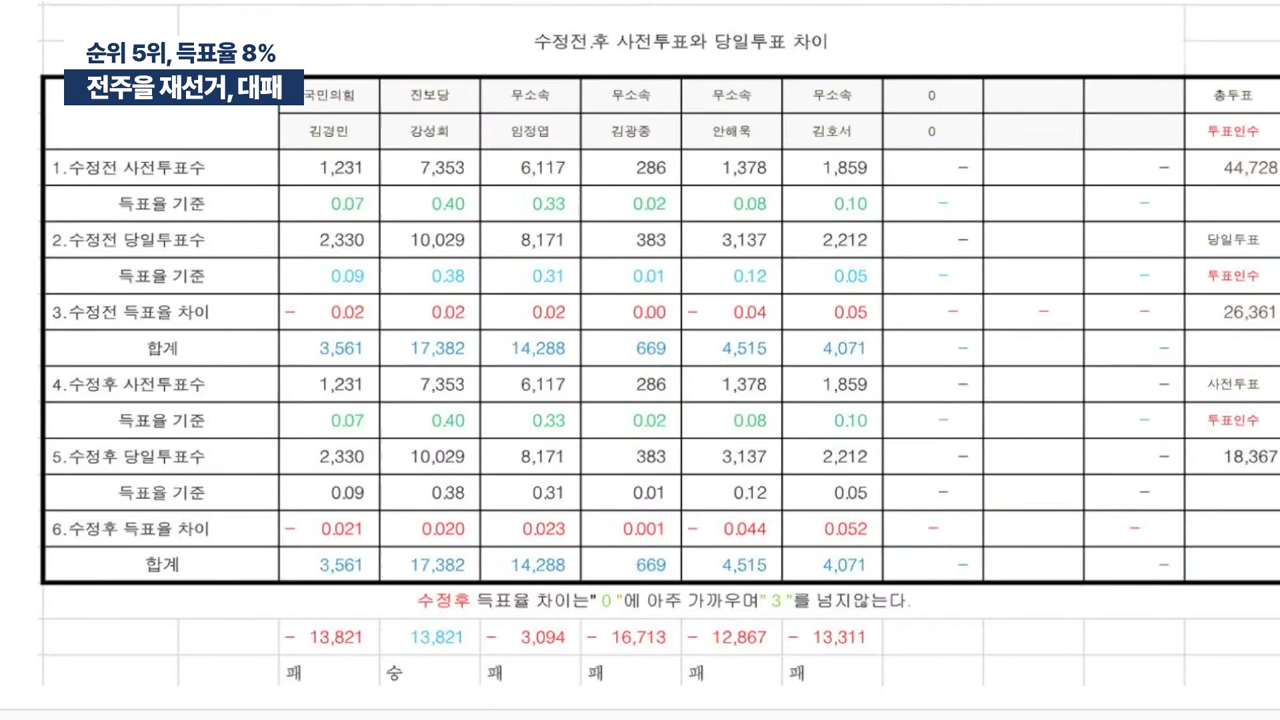 순위 5위, 득표율 8%
전주을 재선거, 대패
수정전.후 사전투표와 당일투표 차이
국민의힘 진보당 무소속 무소속 무소속 무소속 0 총투표
김경민 강성희 임정엽 김광종 안해욱 김호서 0 투표인수
1.수정전 사전투표수 1,231 7,353 6,117 286 1,378 1,859 – – 44,728
득표율 기준 0.07 0.40 0.33 0.02 0.08 0.10 – –
2.수정전 당일투표수 2,330 10,029 8,171 383 3,137 2,212 – 당일투표
득표율 기준 0.09 0.38 0.31 0.01 0.12 0.05 – – 투표인수
3.수정전 득표율 차이 – 0.02 0.02 0.02 0.00 – 0.04 0.05 – – – 26,361
합계 3,561 17,382 14,288 669 4,515 4,071 – –
4.수정후 사전투표수 1,231 7,353 6,117 286 1,378 1,859 – – 사전투표
득표율 기준 0.07 0.40 0.33 0.02 0.08 0.10 – – 투표인수
5.수정후 당일투표수 2,330 10,029 8,171 383 3,137 2,212 – – 18,367
득표율 기준 0.09 0.38 0.31 0.01 0.12 0.05 – –
6.수정후 득표율 차이 – 0.021 0.020 0.023 0.001 – 0.044 0.052 – –
합계 3,561 17,382 14,288 669 4,515 4,071 – –
수정후 득표율 차이는" 0 "에 아주 가까우며" 3 "를 넘지않는다.
– 13,821 13,821 – 3,094 – 16,713 – 12,867 – 13,311
패 승 패 패 패 패